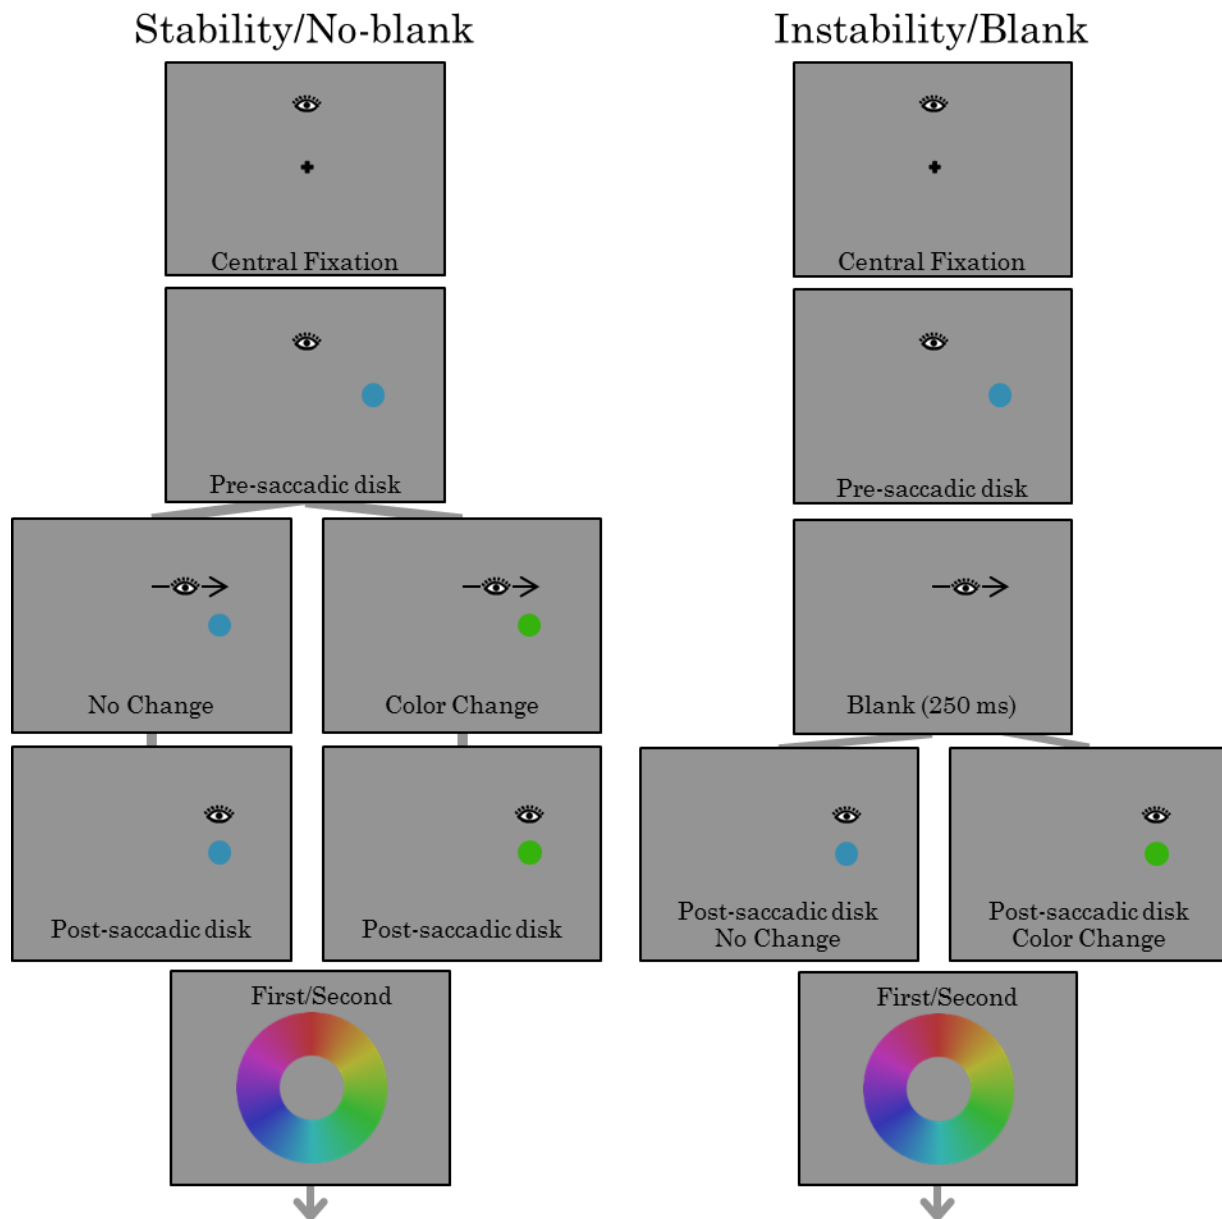 Stability/No-blank
Central Fixation
Pre-saccadic disk
No Change
Color Change
Post-saccadic disk
Post-saccadic disk
First/Second
Instability/Blank
Central Fixation
Pre-saccadic disk
Blank (250 ms)
Post-saccadic disk
No Change
Post-saccadic disk
Color Change
First/Second